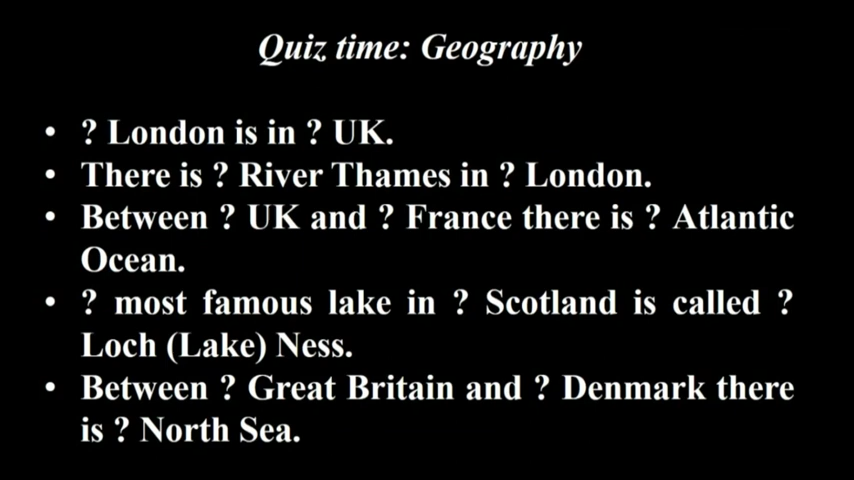 Quiz time: Geography
• ? London is in ? UK.
• There is ? River Thames in ? London.
• Between ? UK and ? France there is ? Atlantic
Ocean.
• ? most famous lake in ? Scotland is called ?
Loch (Lake) Ness.
• Between ? Great Britain and ? Denmark there
is ? North Sea.